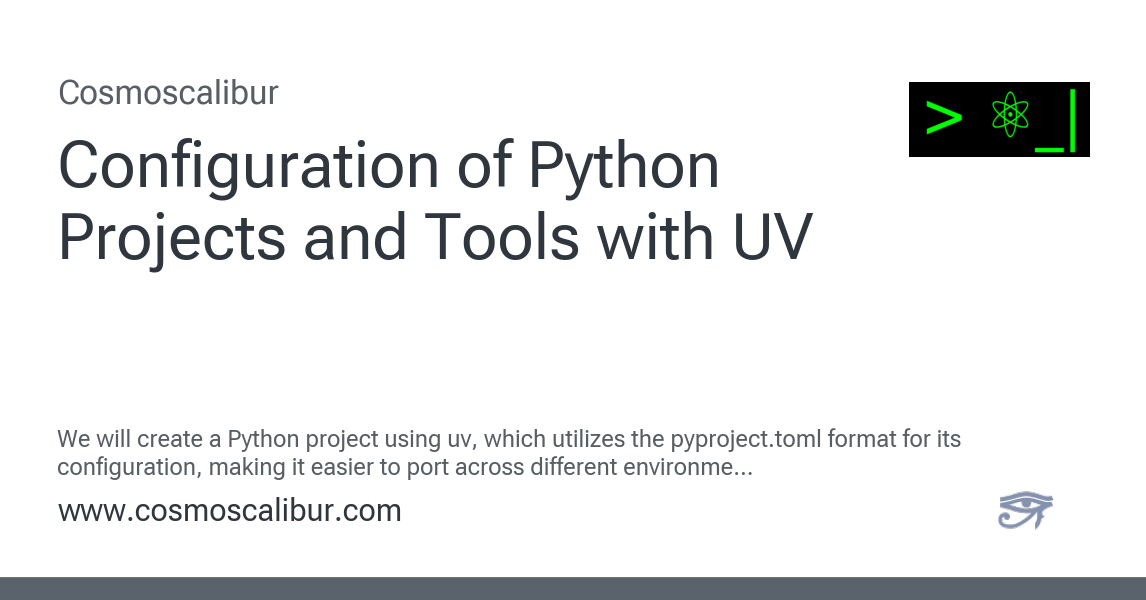 Cosmoscalibur
Configuration of Python
Projects and Tools with UV
> ⚛ _|
We will create a Python project using uv, which utilizes the pyproject.toml format for its
configuration, making it easier to port across different environme...
www.cosmoscalibur.com